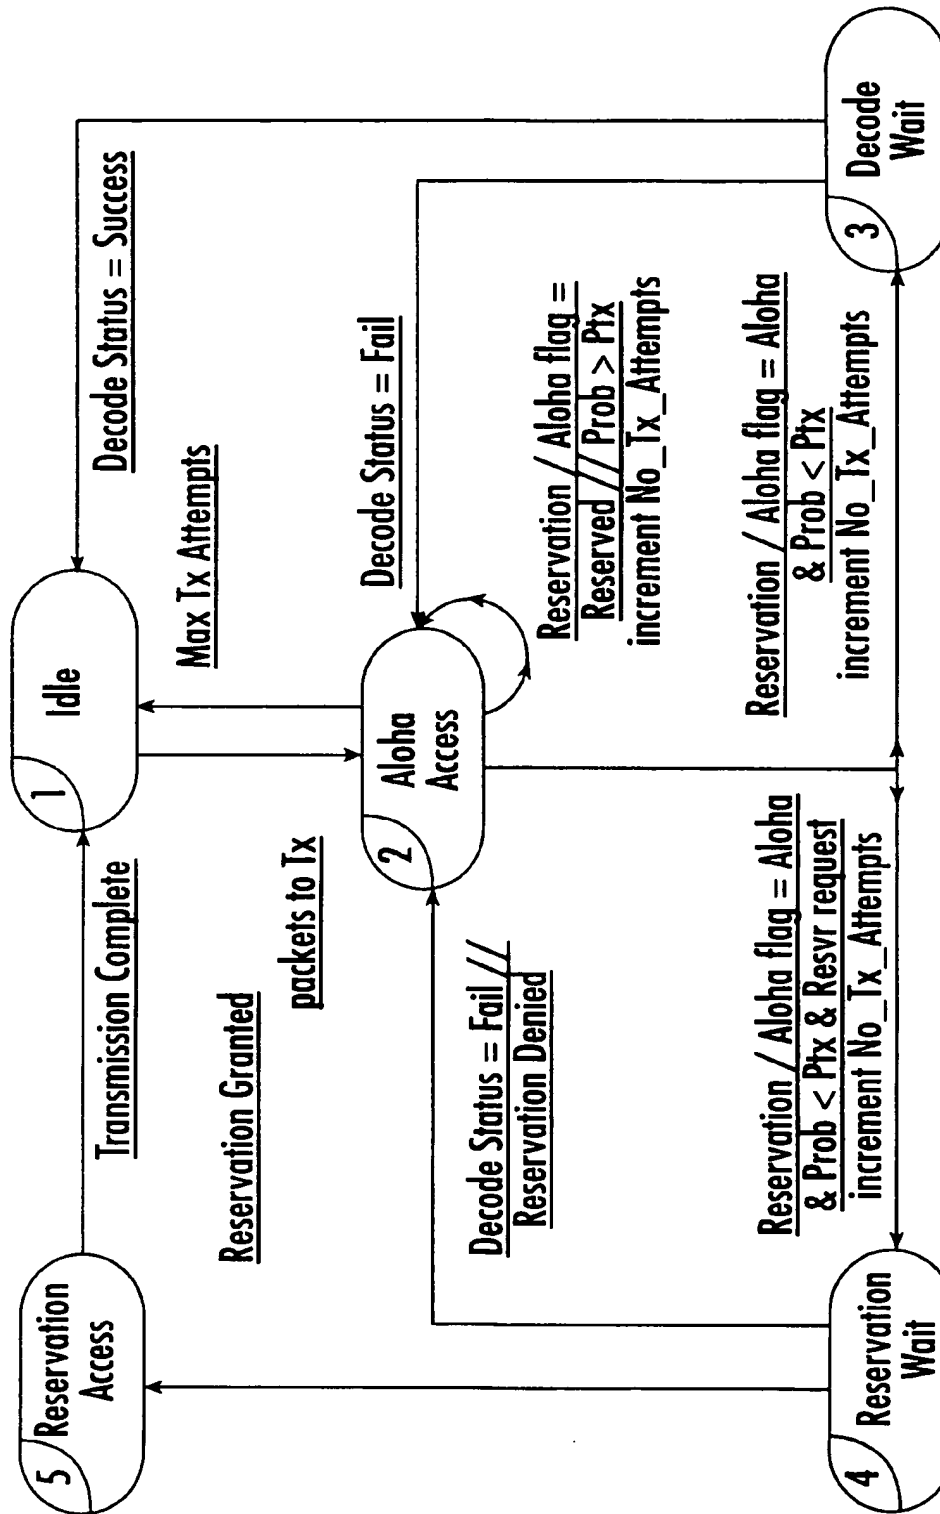 5
Reservation
Access
Transmission Complete
1
Idle
Decode Status = Success
Reservation Granted
packets to Tx
Max Tx Attempts
2
Aloha
Access
Decode Status = Fail
Decode Status = Fail //
Reservation Denied
Reservation / Aloha flag =
Reserved // Prob > Ptx
increment No_Tx_Attempts
Reservation / Aloha flag = Aloha
& Prob < Ptx & Resvr request
increment No_Tx_Attempts
Reservation / Aloha flag = Aloha
& Prob < Ptx
increment No_Tx_Attempts
4
Reservation
Wait
3
Decode
Wait